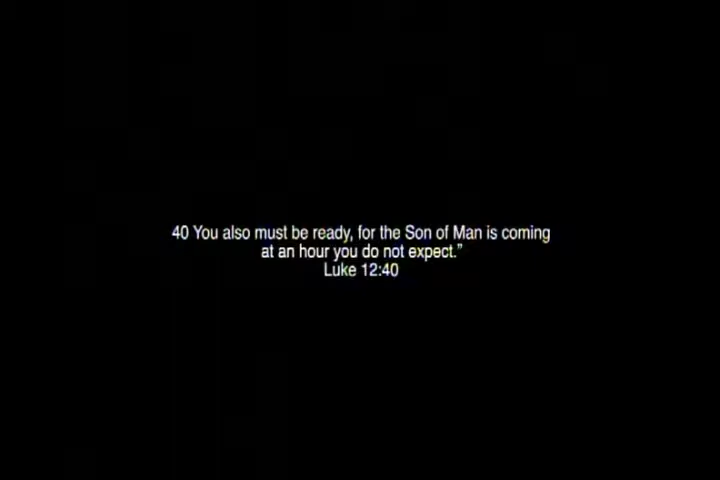 40 You also must be ready, for the Son of Man is coming
at an hour you do not expect.”
Luke 12:40